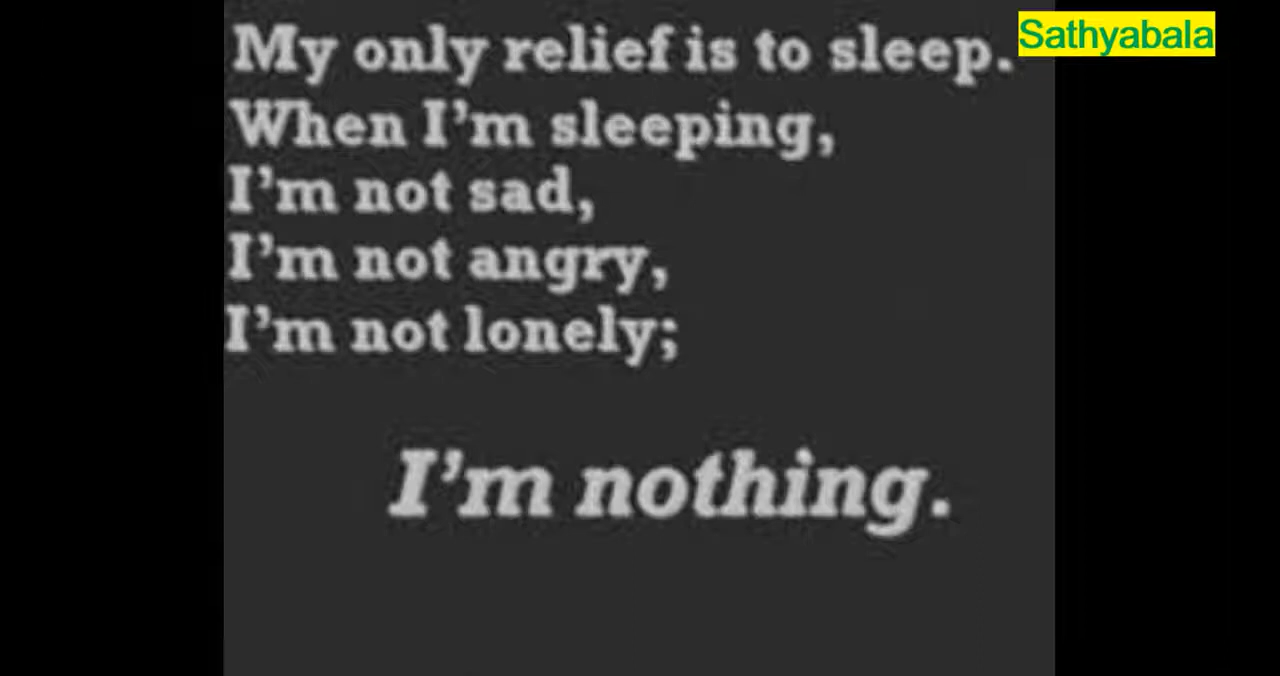 My only relief is to sleep.
Sathyabala
When I’m sleeping,
I’m not sad,
I’m not angry,
I’m not lonely;
I’m nothing.